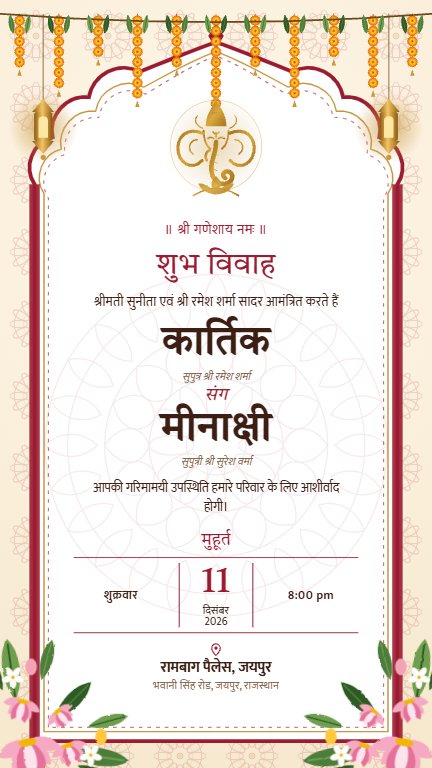 ॥ श्री गणेशाय नमः ॥
शुभ विवाह
श्रीमती सुनीता एवं श्री रमेश शर्मा सादर आमंत्रित करते हैं
कार्तिक
सुपुत्र श्री रमेश शर्मा
संग
मीनाक्षी
सुपुत्री श्री सुरेश वर्मा
आपकी गरिमामयी उपस्थिति हमारे परिवार के लिए आशीर्वाद
होगी।
मुहूर्त
शुक्रवार
11
दिसंबर
2026
8:00 pm
रामबाग पैलेस, जयपुर
भवानी सिंह रोड, जयपुर, राजस्थान